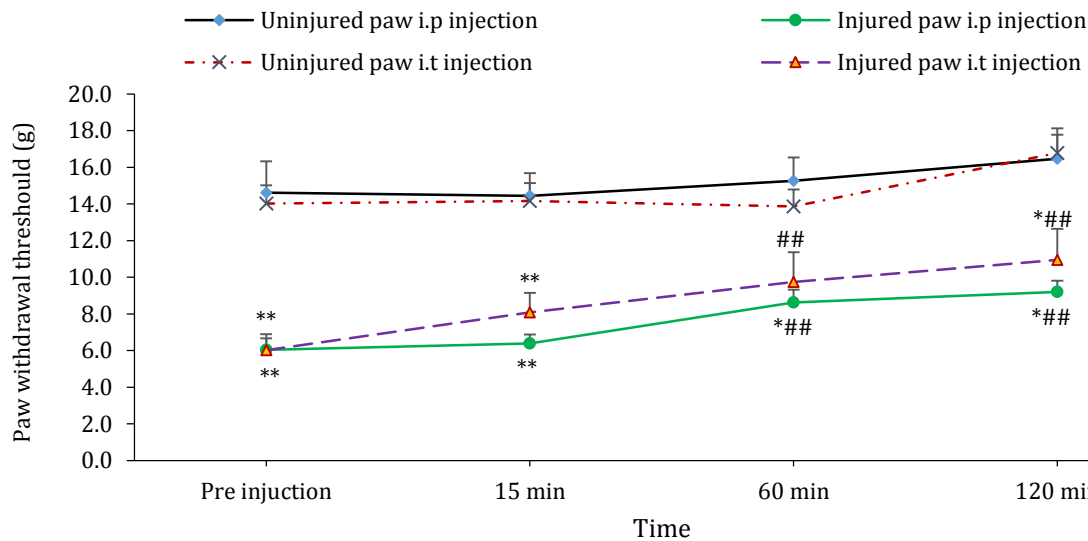 Uninjured paw i.p injection
Injured paw i.p injection
Uninjured paw i.t injection
Injured paw i.t injection
Paw withdrawal threshould (g)
20.0
18.0
16.0
14.0
12.0
10.0
8.0
6.0
4.0
2.0
0.0
*##
##
**
*##
*##
**
**
**
Pre injuction
15 min
60 min
120 mi
Time